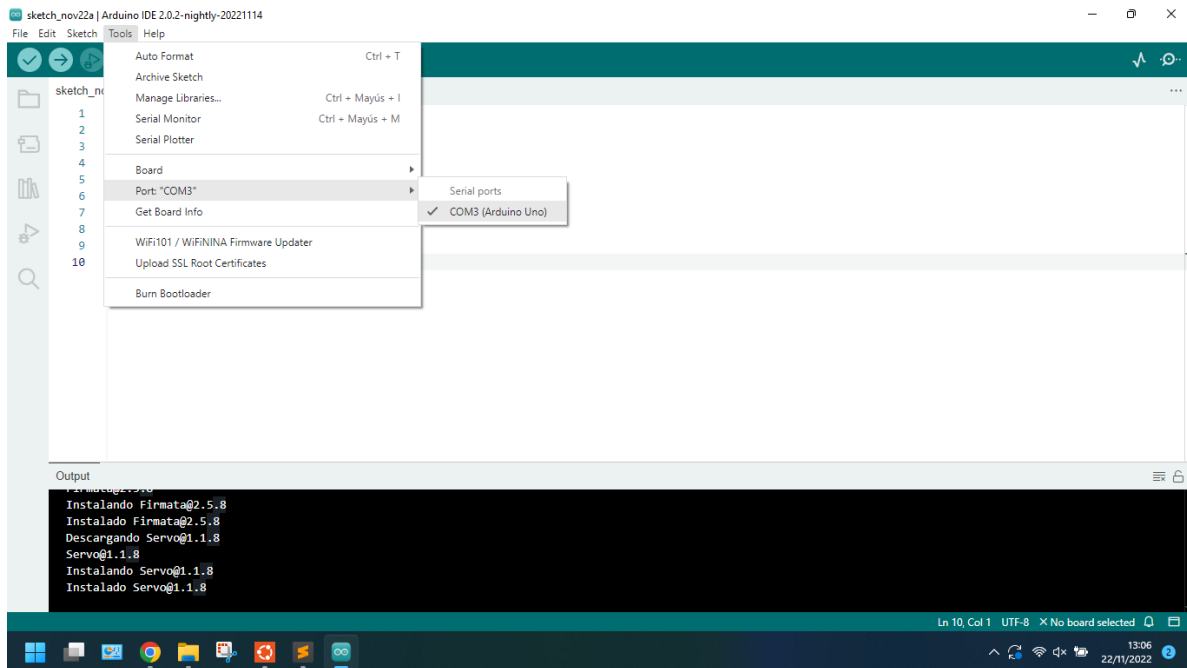 sketch_nov22a | Arduino IDE 2.0.2-nightly-20221114
File Edit Sketch Tools Help
Auto Format Ctrl + T
Archive Sketch
Manage Libraries... Ctrl + Mayús + I
Serial Monitor Ctrl + Mayús + M
Serial Plotter
Board
Port: "COM3"
Get Board Info
WiFi101 / WiFiNINA Firmware Updater
Upload SSL Root Certificates
Burn Bootloader
Serial ports
COM3 (Arduino Uno)
sketch_no
1
2
3
4
5
6
7
8
9
10
Output
Firmata@2.5.8
Instalando Firmata@2.5.8
Instalado Firmata@2.5.8
Descargando Servo@1.1.8
Servo@1.1.8
Instalando Servo@1.1.8
Instalado Servo@1.1.8
Ln 10, Col 1 UTF-8 No board selected
13:06
22/11/2022
2